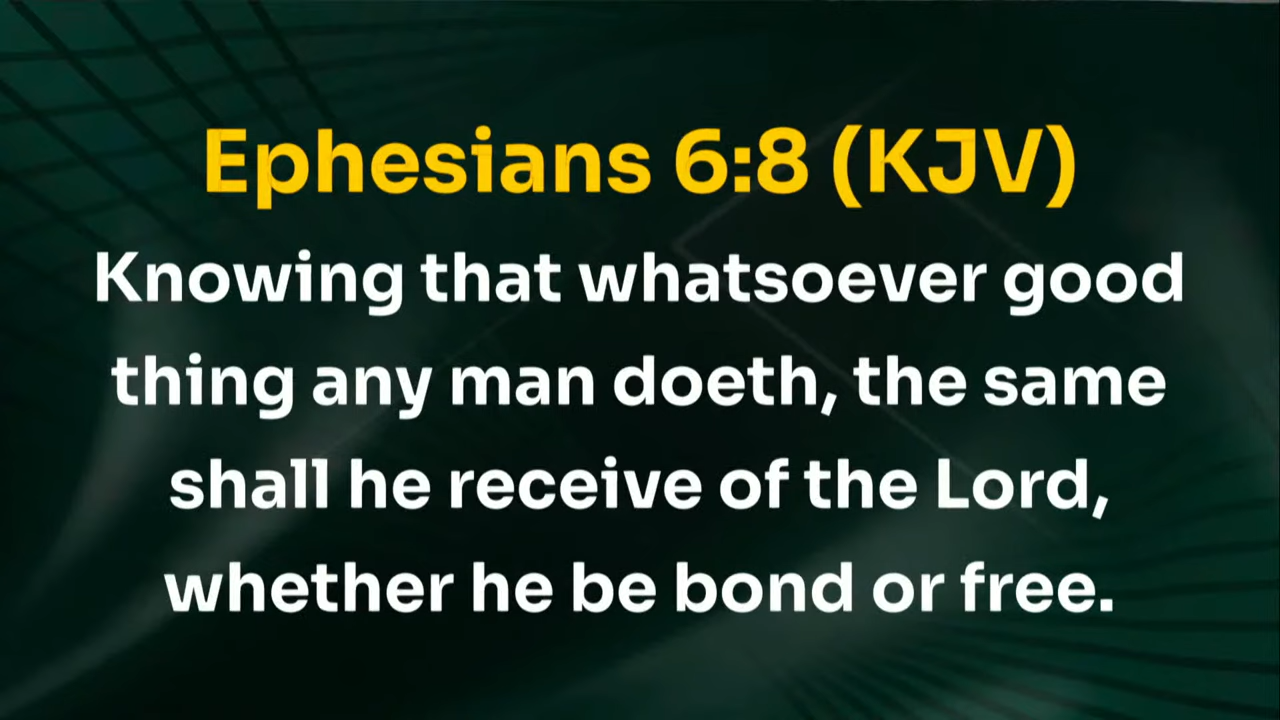 Ephesians 6:8 (KJV)
Knowing that whatsoever good
thing any man doeth, the same
shall he receive of the Lord,
whether he be bond or free.